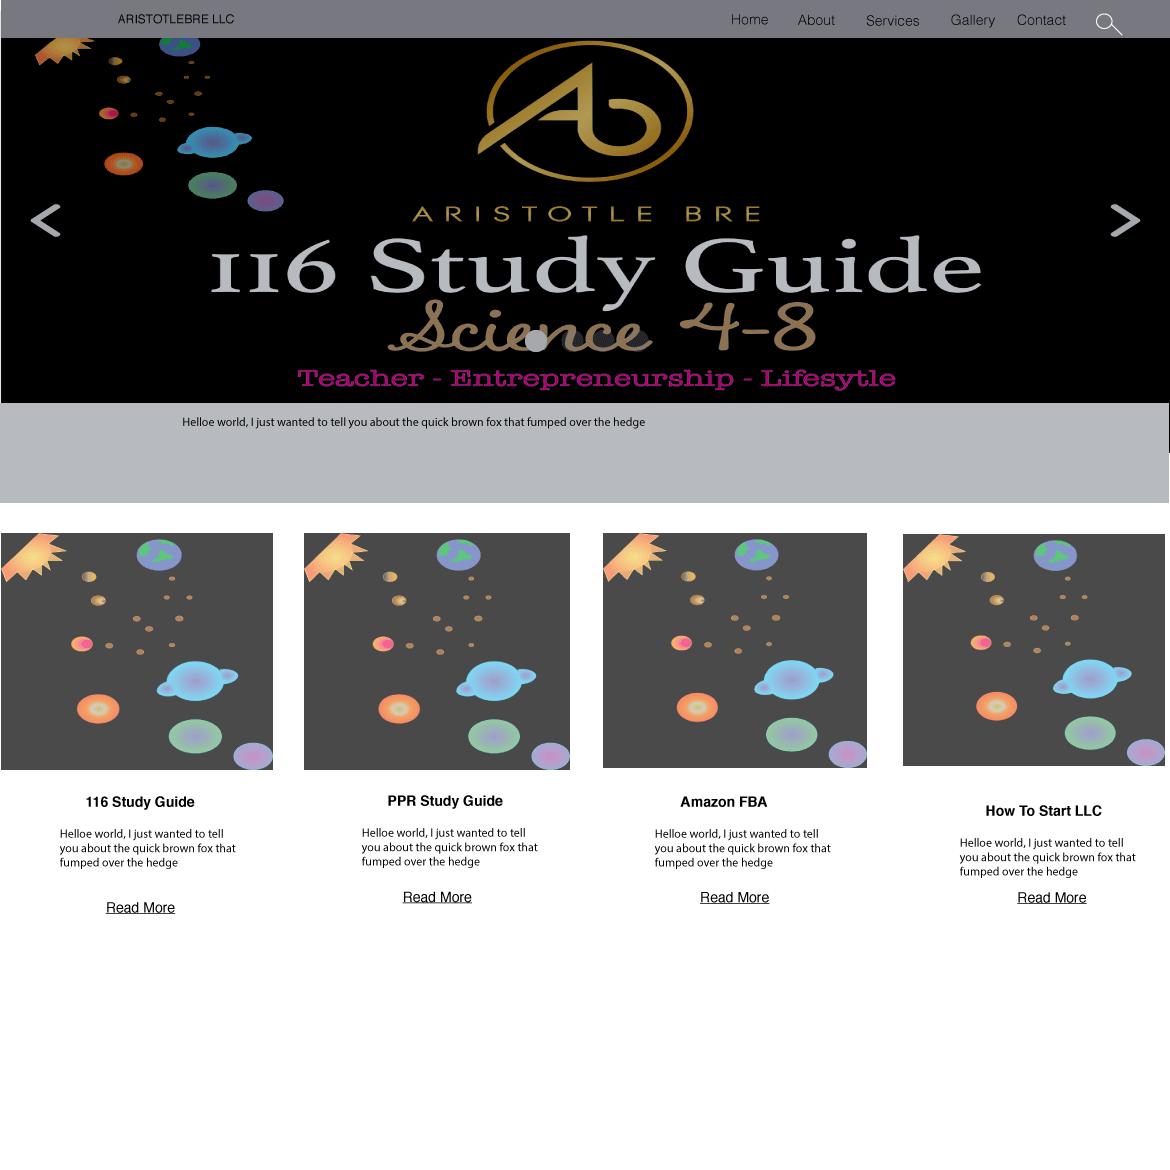 ARISTOTLEBRE LLC
Home About Services Gallery Contact
ARISTOTLE BRE
116 Study Guide
Science 4-8
Teacher - Entrepreneurship - Lifesytle
Helloe world, I just wanted to tell you about the quick brown fox that fumped over the hedge
116 Study Guide
Helloe world, I just wanted to tell
you about the quick brown fox that
fumped over the hedge
Read More
PPR Study Guide
Helloe world, I just wanted to tell
you about the quick brown fox that
fumped over the hedge
Read More
Amazon FBA
Helloe world, I just wanted to tell
you about the quick brown fox that
fumped over the hedge
Read More
How To Start LLC
Helloe world, I just wanted to tell
you about the quick brown fox that
fumped over the hedge
Read More